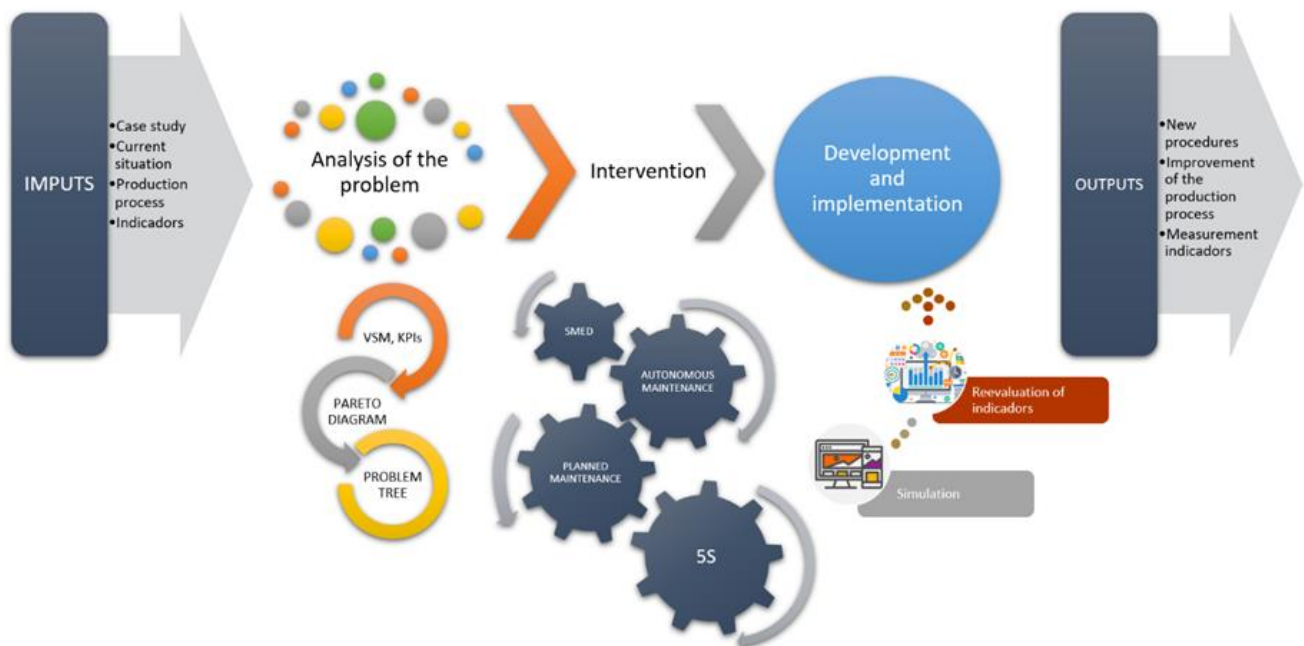 IMPUTS
•Case study
•Current
situation
•Production
process
•Indicadors
Analysis of the
problem
VSM, KPIs
PARETO
DIAGRAM
PROBLEM
TREE
Intervention
SMED
AUTONOMOUS
MAINTENANCE
PLANNED
MAINTENANCE
5S
Development
and
implementation
Reevaluation of
indicadors
Simulation
OUTPUTS
•New
procedures
•Improvement
of the
production
process
•Measurement
indicadors